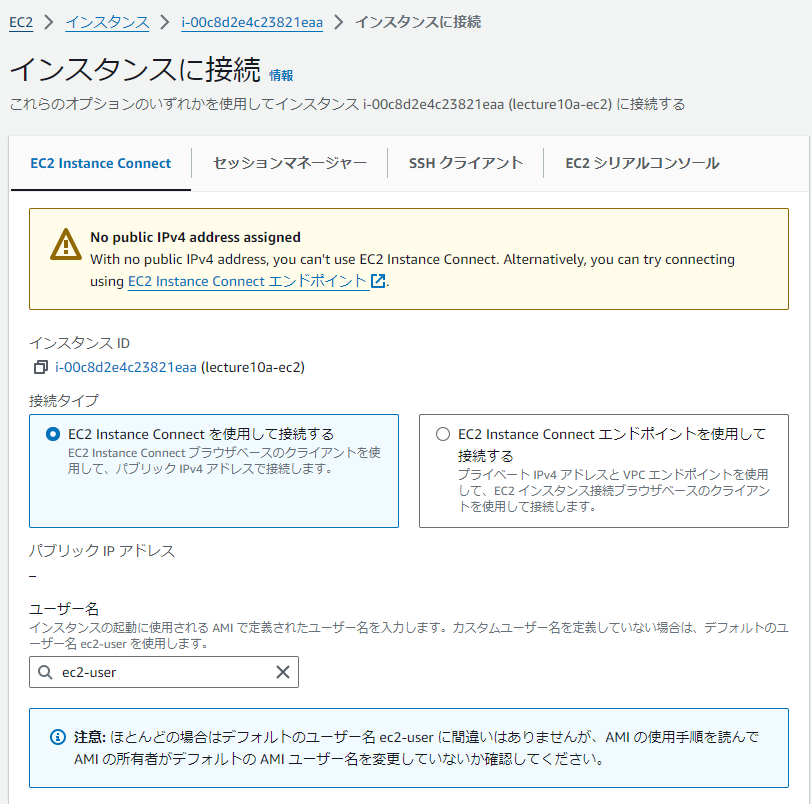 EC2 > インスタンス > i-00c8d2e4c23821eaa > インスタンスに接続
インスタンスに接続 情報
これらのオプションのいずれかを使用してインスタンス i-00c8d2e4c23821eaa (lecture10a-ec2) に接続する
EC2 Instance Connect セッションマネージャー SSH クライアント EC2 シリアルコンソール
No public IPv4 address assigned
With no public IPv4 address, you can't use EC2 Instance Connect. Alternatively, you can try connecting
using EC2 Instance Connect エンドポイント.
インスタンス ID
i-00c8d2e4c23821eaa (lecture10a-ec2)
接続タイプ
EC2 Instance Connect を使用して接続する
EC2 Instance Connect ブラウザベースのクライアントを使
用して、パブリック IPv4 アドレスで接続します。
EC2 Instance Connect エンドポイントを使用して
接続する
プライベート IPv4 アドレスと VPC エンドポイントを使用
して、EC2 インスタンス接続ブラウザベースのクライアン
トを使用して接続します。
パブリック IP アドレス
–
ユーザー名
インスタンスの起動に使用される AMI で定義されたユーザー名を入力します。カスタムユーザー名を定義していない場合は、デフォルトのユ
ーザー名 ec2-user を使用します。
ec2-user
注意: ほとんどの場合はデフォルトのユーザー名 ec2-user に間違いはありませんが、AMI の使用手順を読んで
AMI の所有者がデフォルトの AMI ユーザー名を変更していないか確認してください。